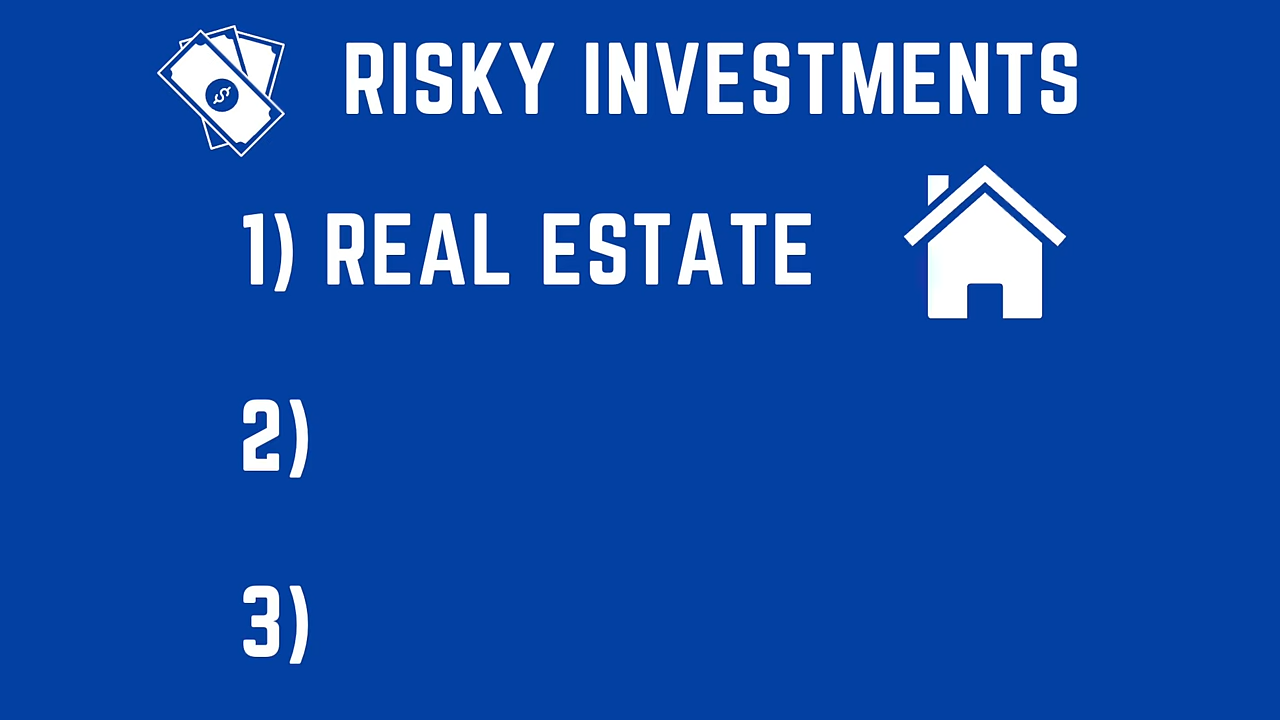 RISKY INVESTMENTS
$
1) REAL ESTATE
2)
3)